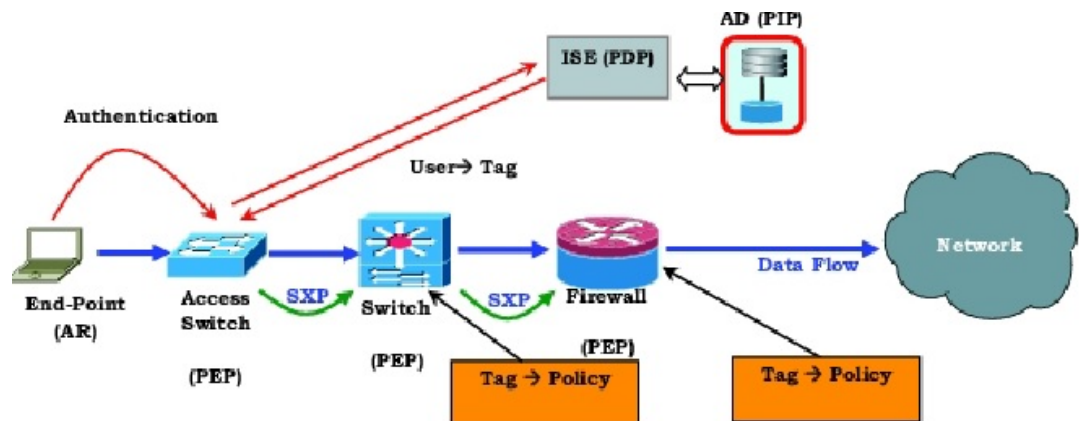 AD (PIP)
ISE (PDP)
Authentication
User→ Tag
Network
Data Flow
SXP
SXP
End-Point
(AR)
Access
Switch
(PEP)
Switch
(PEP)
Firewall
(PEP)
Tag → Policy
Tag → Policy